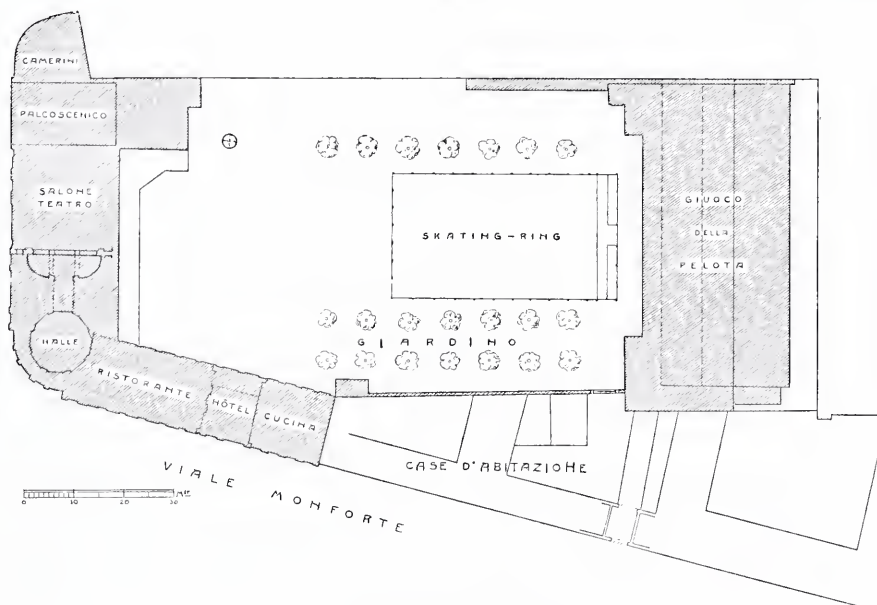 CAMERINI
PALCOSCENICO
SALONE
TEATRO
SKATING-RING
GIUOCO
DELLA
PELOTA
HALLE
GIARDINO
RISTORANTE
HÔTEL
CUCINA
CASE D'ABITAZIONE
VIALE MONFORTE
0 10 20 30 Mti